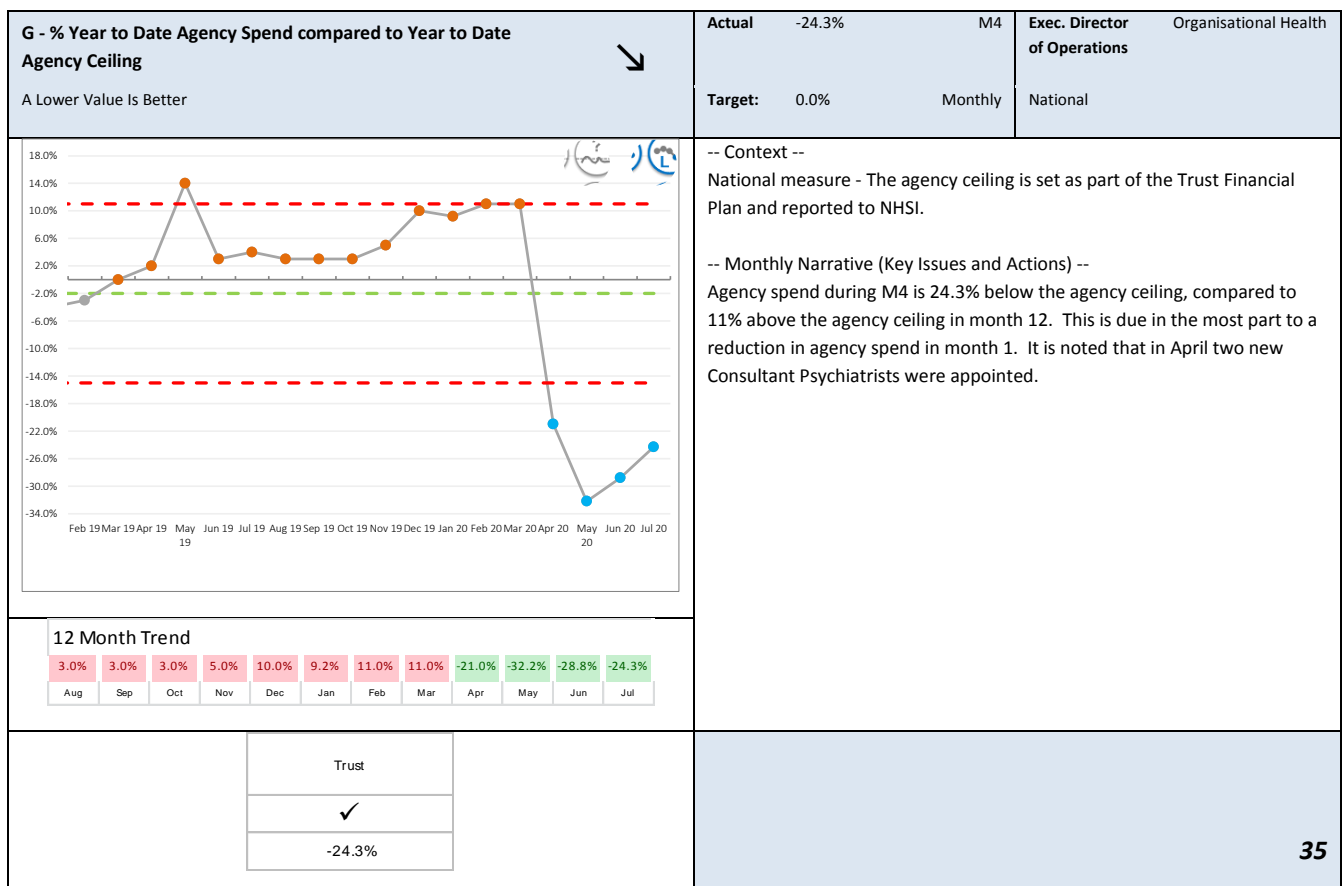 G - % Year to Date Agency Spend compared to Year to Date
Agency Ceiling
A Lower Value Is Better
Actual -24.3% M4
Target: 0.0% Monthly
Exec. Director Organisational Health
of Operations
National
18.0%
14.0%
10.0%
6.0%
2.0%
-2.0%
-6.0%
-10.0%
-14.0%
-18.0%
-22.0%
-26.0%
-30.0%
-34.0%
?
L
Feb 19 Mar 19 Apr 19 May 19 Jun 19 Jul 19 Aug 19 Sep 19 Oct 19 Nov 19 Dec 19 Jan 20 Feb 20 Mar 20 Apr 20 May 20 Jun 20 Jul 20
-- Context --
National measure - The agency ceiling is set as part of the Trust Financial
Plan and reported to NHSI.
-- Monthly Narrative (Key Issues and Actions) --
Agency spend during M4 is 24.3% below the agency ceiling, compared to
11% above the agency ceiling in month 12. This is due in the most part to a
reduction in agency spend in month 1. It is noted that in April two new
Consultant Psychiatrists were appointed.
12 Month Trend
3.0% 3.0% 3.0% 5.0% 10.0% 9.2% 11.0% 11.0% -21.0% -32.2% -28.8% -24.3%
Aug Sep Oct Nov Dec Jan Feb Mar Apr May Jun Jul
Trust
✓
-24.3%
35